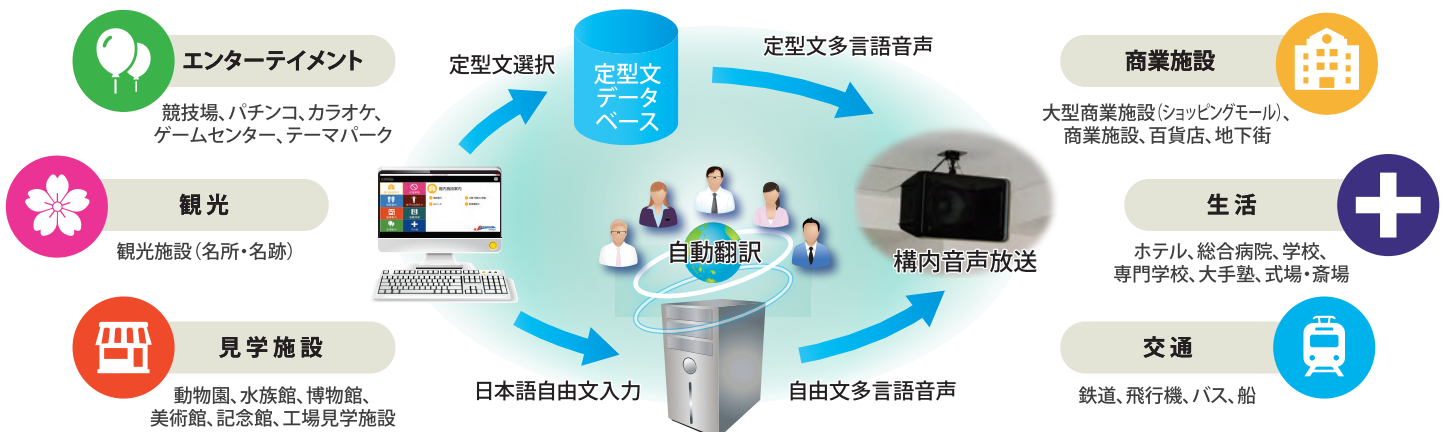 エンターテイメント
競技場、パチンコ、カラオケ、
ゲームセンター、テーマパーク
観光
観光施設（名所・名跡）
見学施設
動物園、水族館、博物館、
美術館、記念館、工場見学施設
定型文選択
定型文
データ
ベース
定型文多言語音声
自動翻訳
構内音声放送
日本語自由文入力
自由文多言語音声
商業施設
大型商業施設（ショッピングモール）、
商業施設、百貨店、地下街
生活
ホテル、総合病院、学校、
専門学校、大手塾、式場・斎場
交通
鉄道、飛行機、バス、船